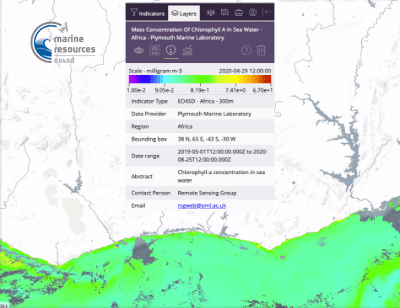 marine
resources
eo4sd
Indicators
Layers
Mass Concentration Of Chlorophyll A In Sea Water -
Africa - Plymouth Marine Laboratory
Scale - milligram m-3 2020-04-29 12:00:00
1.00e-2 9.05e-2 8.19e-1 7.41e+0 6.70e+1
Indicator Type EO4SD - Africa - 300m
Data Provider Plymouth Marine Laboratory
Region Africa
Bounding box 38 N, 65 E, -43 S, -30 W
Date range 2019-05-01T12:00:00.000Z to 2020-
08-25T12:00:00.000Z
Abstract Chlorophyll-a concentration in sea
water
Contact Person Remote Sensing Group
Email rsgweb@pml.ac.uk